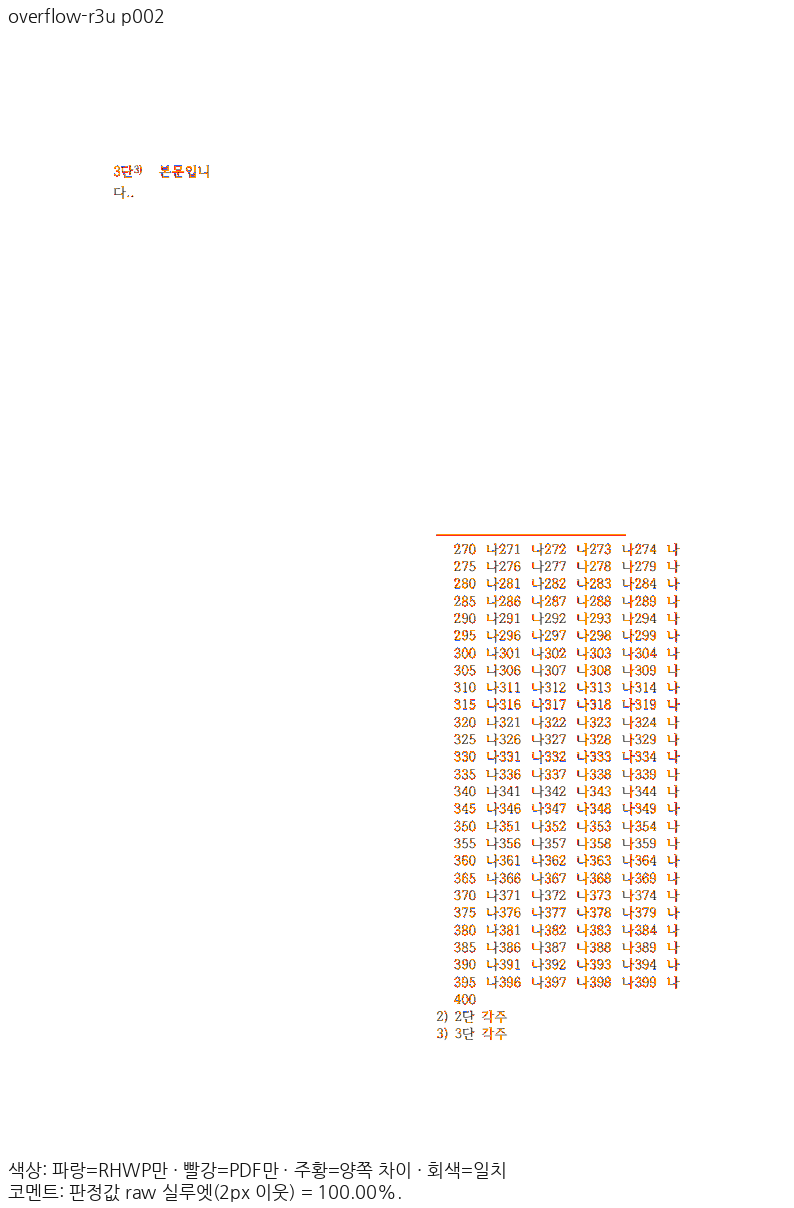 overflow-r3u p002
3단3) 본문입니
다..
270 나271 나272 나273 나274 나
275 나276 나277 나278 나279 나
280 나281 나282 나283 나284 나
285 나286 나287 나288 나289 나
290 나291 나292 나293 나294 나
295 나296 나297 나298 나299 나
300 나301 나302 나303 나304 나
305 나306 나307 나308 나309 나
310 나311 나312 나313 나314 나
315 나316 나317 나318 나319 나
320 나321 나322 나323 나324 나
325 나326 나327 나328 나329 나
330 나331 나332 나333 나334 나
335 나336 나337 나338 나339 나
340 나341 나342 나343 나344 나
345 나346 나347 나348 나349 나
350 나351 나352 나353 나354 나
355 나356 나357 나358 나359 나
360 나361 나362 나363 나364 나
365 나366 나367 나368 나369 나
370 나371 나372 나373 나374 나
375 나376 나377 나378 나379 나
380 나381 나382 나383 나384 나
385 나386 나387 나388 나389 나
390 나391 나392 나393 나394 나
395 나396 나397 나398 나399 나
400
2) 2단 각주
3) 3단 각주
색상: 파랑=RHWP만 · 빨강=PDF만 · 주황=양쪽 차이 · 회색=일치
코멘트: 판정값 raw 실루엣(2px 이웃) = 100.00%.